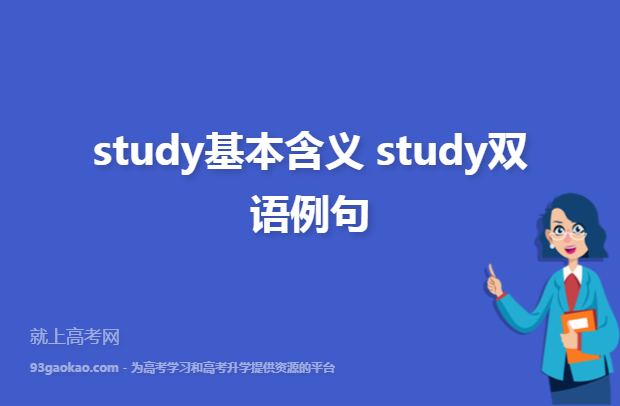 study基本含义 study双
语例句
就上高考网
93gaokao.com - 为高考学习和高考升学提供资源的平台